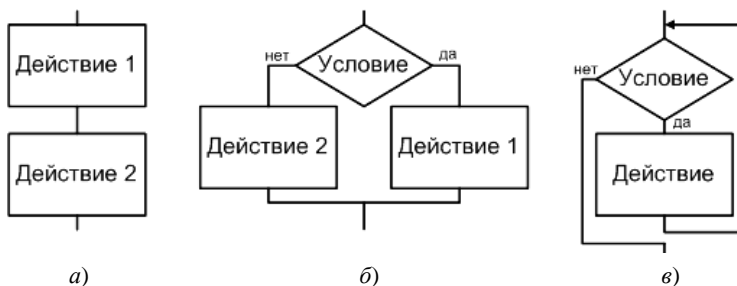 Действие 1
Действие 2
а)
Условие
нет
да
Действие 2
Действие 1
б)
Условие
нет
да
Действие
в)